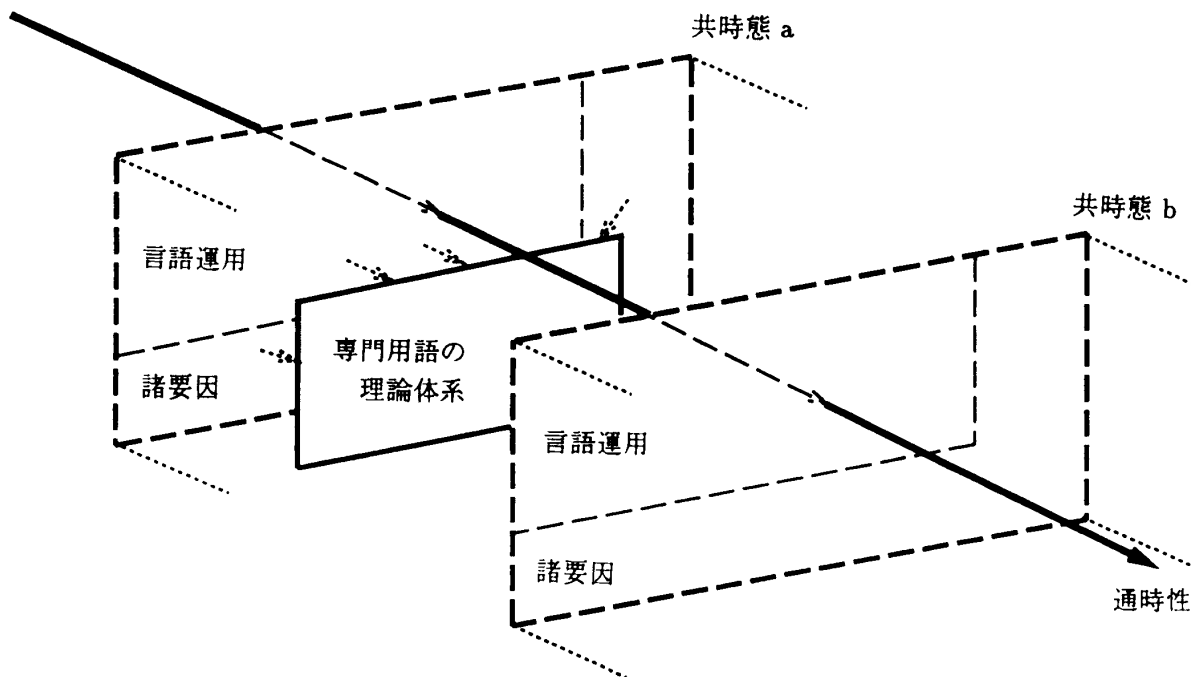 共時態 a
共時態 b
言語運用
諸要因
専門用語の
理論体系
言語運用
諸要因
通時性